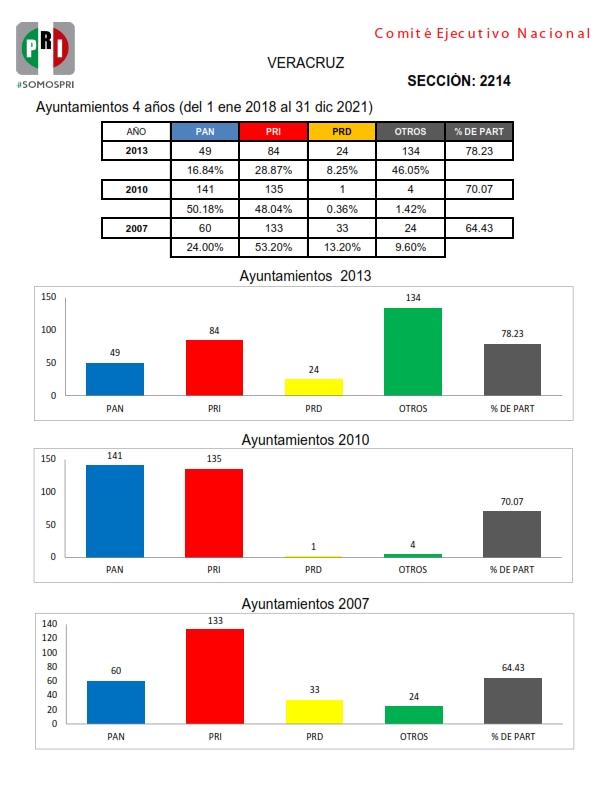 Comité Ejecutivo Nacional
PRI
#SOMOSPRI
VERACRUZ
SECCIÓN: 2214
Ayuntamientos 4 años (del 1 ene 2018 al 31 dic 2021)
AÑO PAN PRI PRD OTROS % DE PART
2013 49 84 24 134 78.23
16.84% 28.87% 8.25% 46.05%
2010 141 135 1 4 70.07
50.18% 48.04% 0.36% 1.42%
2007 60 133 33 24 64.43
24.00% 53.20% 13.20% 9.60%
Ayuntamientos 2013
150
100
50
0
49 84 24 134 78.23
PAN PRI PRD OTROS % DE PART
Ayuntamientos 2010
150
100
50
0
141 135 1 4 70.07
PAN PRI PRD OTROS % DE PART
Ayuntamientos 2007
140
120
100
80
60
40
20
0
60 133 33 24 64.43
PAN PRI PRD OTROS % DE PART